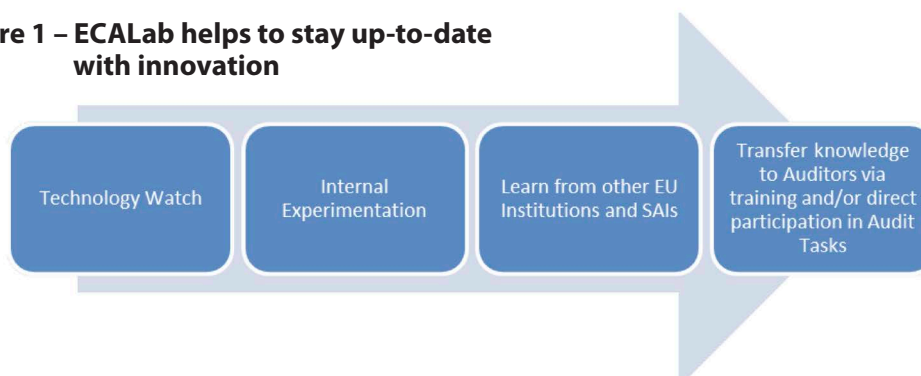 re 1 – ECALab helps to stay up-to-date
with innovation
Technology Watch
Internal
Experimentation
Learn from other EU
Institutions and SAIs
Transfer knowledge
to Auditors via
training and/or direct
participation in Audit
Tasks